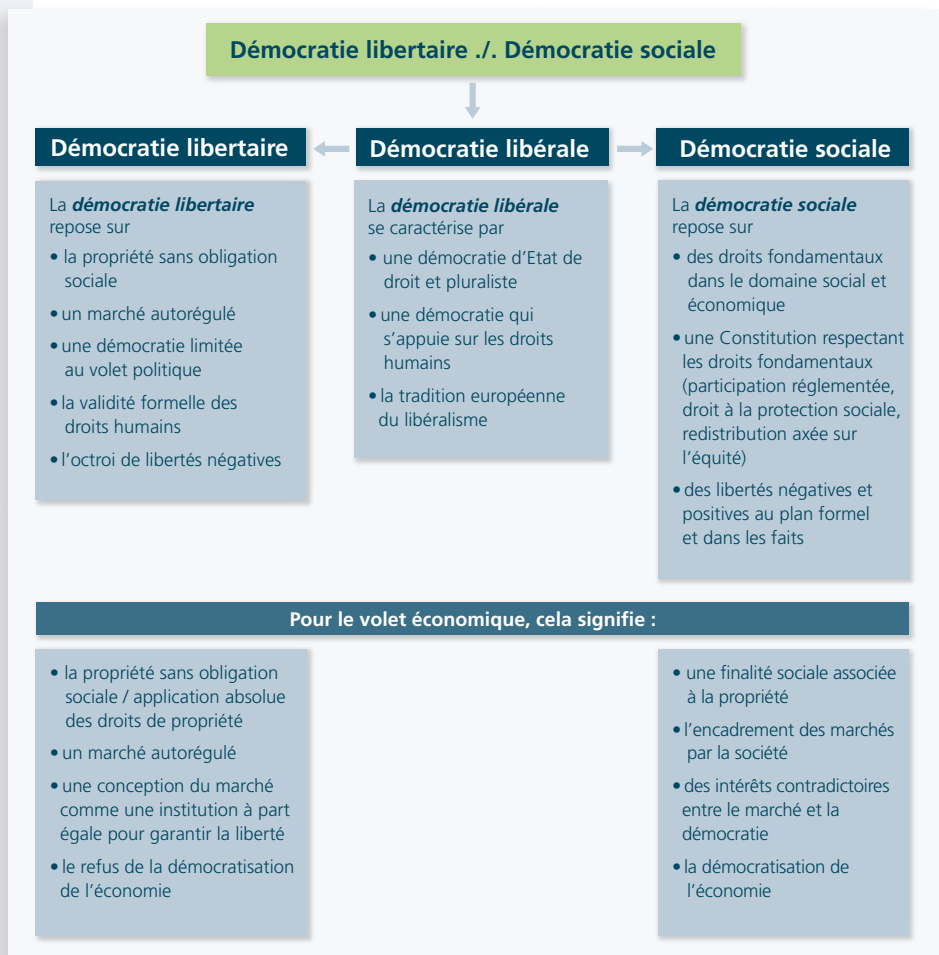 Démocratie libertaire ./. Démocratie sociale
Démocratie libertaire
La démocratie libertaire
repose sur
• la propriété sans obligation
sociale
• un marché autorégulé
• une démocratie limitée
au volet politique
• la validité formelle des
droits humains
• l'octroi de libertés négatives
Démocratie libérale
La démocratie libérale
se caractérise par
• une démocratie d'Etat de
droit et pluraliste
• une démocratie qui
s'appuie sur les droits
humains
• la tradition européenne
du libéralisme
Démocratie sociale
La démocratie sociale
repose sur
• des droits fondamentaux
dans le domaine social et
économique
• une Constitution respectant
les droits fondamentaux
(participation réglementée,
droit à la protection sociale,
redistribution axée sur
l'équité)
• des libertés négatives et
positives au plan formel
et dans les faits
Pour le volet économique, cela signifie :
• la propriété sans obligation
sociale / application absolue
des droits de propriété
• un marché autorégulé
• une conception du marché
comme une institution à part
égale pour garantir la liberté
• le refus de la démocratisation
de l'économie
• une finalité sociale associée
à la propriété
• l'encadrement des marchés
par la société
• des intérêts contradictoires
entre le marché et la
démocratie
• la démocratisation de
l'économie